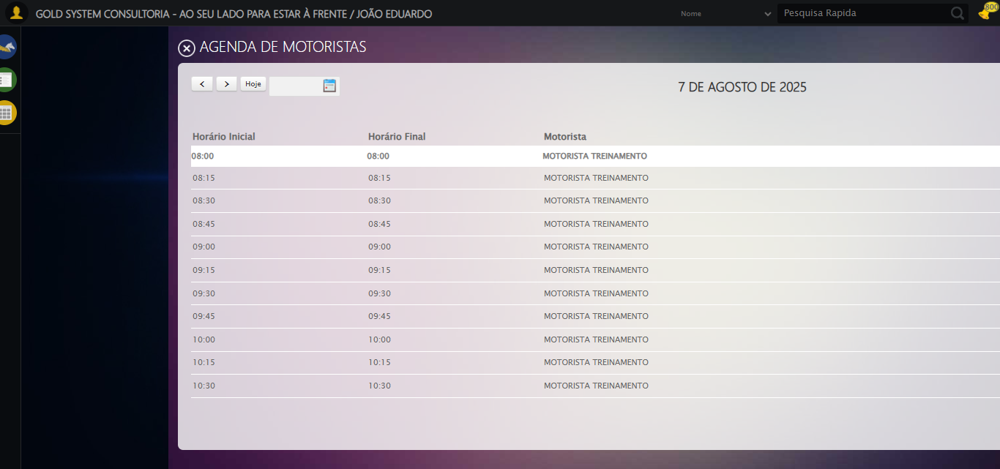 GOLD SYSTEM CONSULTORIA - AO SEU LADO PARA ESTAR À FRENTE / JOÃO EDUARDO
Nome
Pesquisa Rapida
800
AGENDA DE MOTORISTAS
< > Hoje
7 DE AGOSTO DE 2025
Horário Inicial Horário Final Motorista
08:00 08:00 MOTORISTA TREINAMENTO
08:15 08:15 MOTORISTA TREINAMENTO
08:30 08:30 MOTORISTA TREINAMENTO
08:45 08:45 MOTORISTA TREINAMENTO
09:00 09:00 MOTORISTA TREINAMENTO
09:15 09:15 MOTORISTA TREINAMENTO
09:30 09:30 MOTORISTA TREINAMENTO
09:45 09:45 MOTORISTA TREINAMENTO
10:00 10:00 MOTORISTA TREINAMENTO
10:15 10:15 MOTORISTA TREINAMENTO
10:30 10:30 MOTORISTA TREINAMENTO